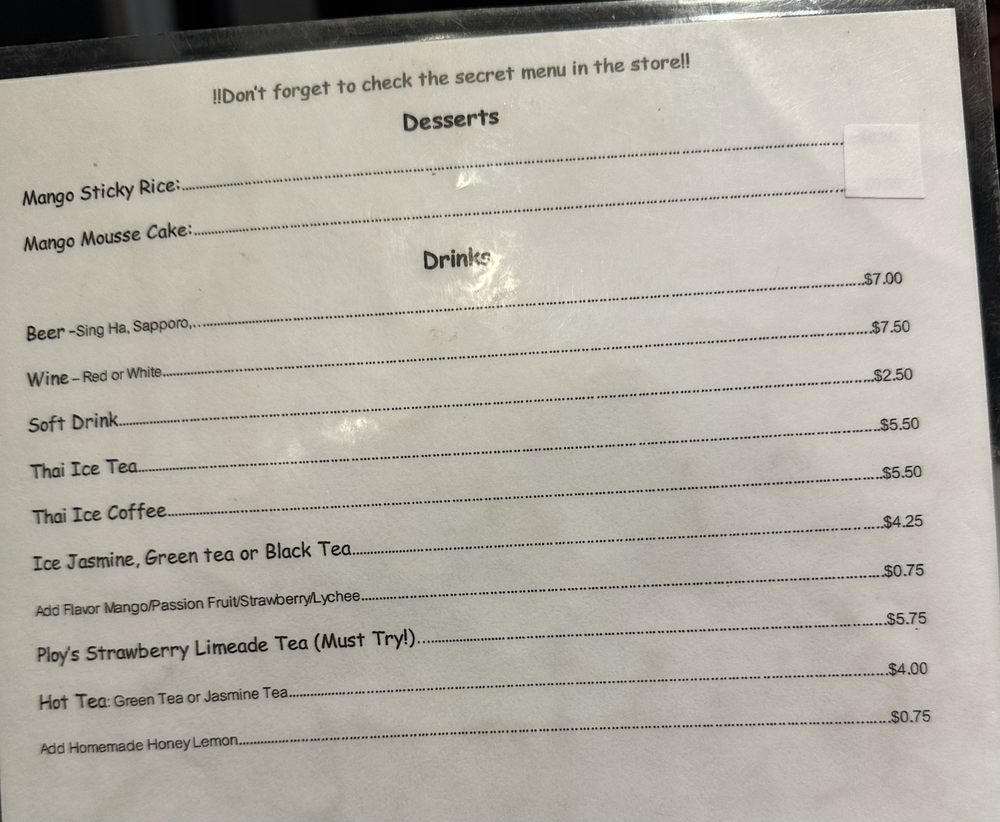 !!Don't forget to check the secret menu in the store!!
Desserts
Mango Sticky Rice:
Mango Mousse Cake:
Drinks
Beer -Sing Ha, Sapporo,...$7.00
Wine – Red or White...$7.50
Soft Drink...$2.50
Thai Ice Tea...$5.50
Thai Ice Coffee...$5.50
Ice Jasmine, Green tea or Black Tea...$4.25
Add Flavor Mango/Passion Fruit/Strawberry/Lychee...$0.75
Ploy's Strawberry Limeade Tea (Must Try!)...$5.75
Hot Tea: Green Tea or Jasmine Tea...$4.00
Add Homemade Honey Lemon...$0.75